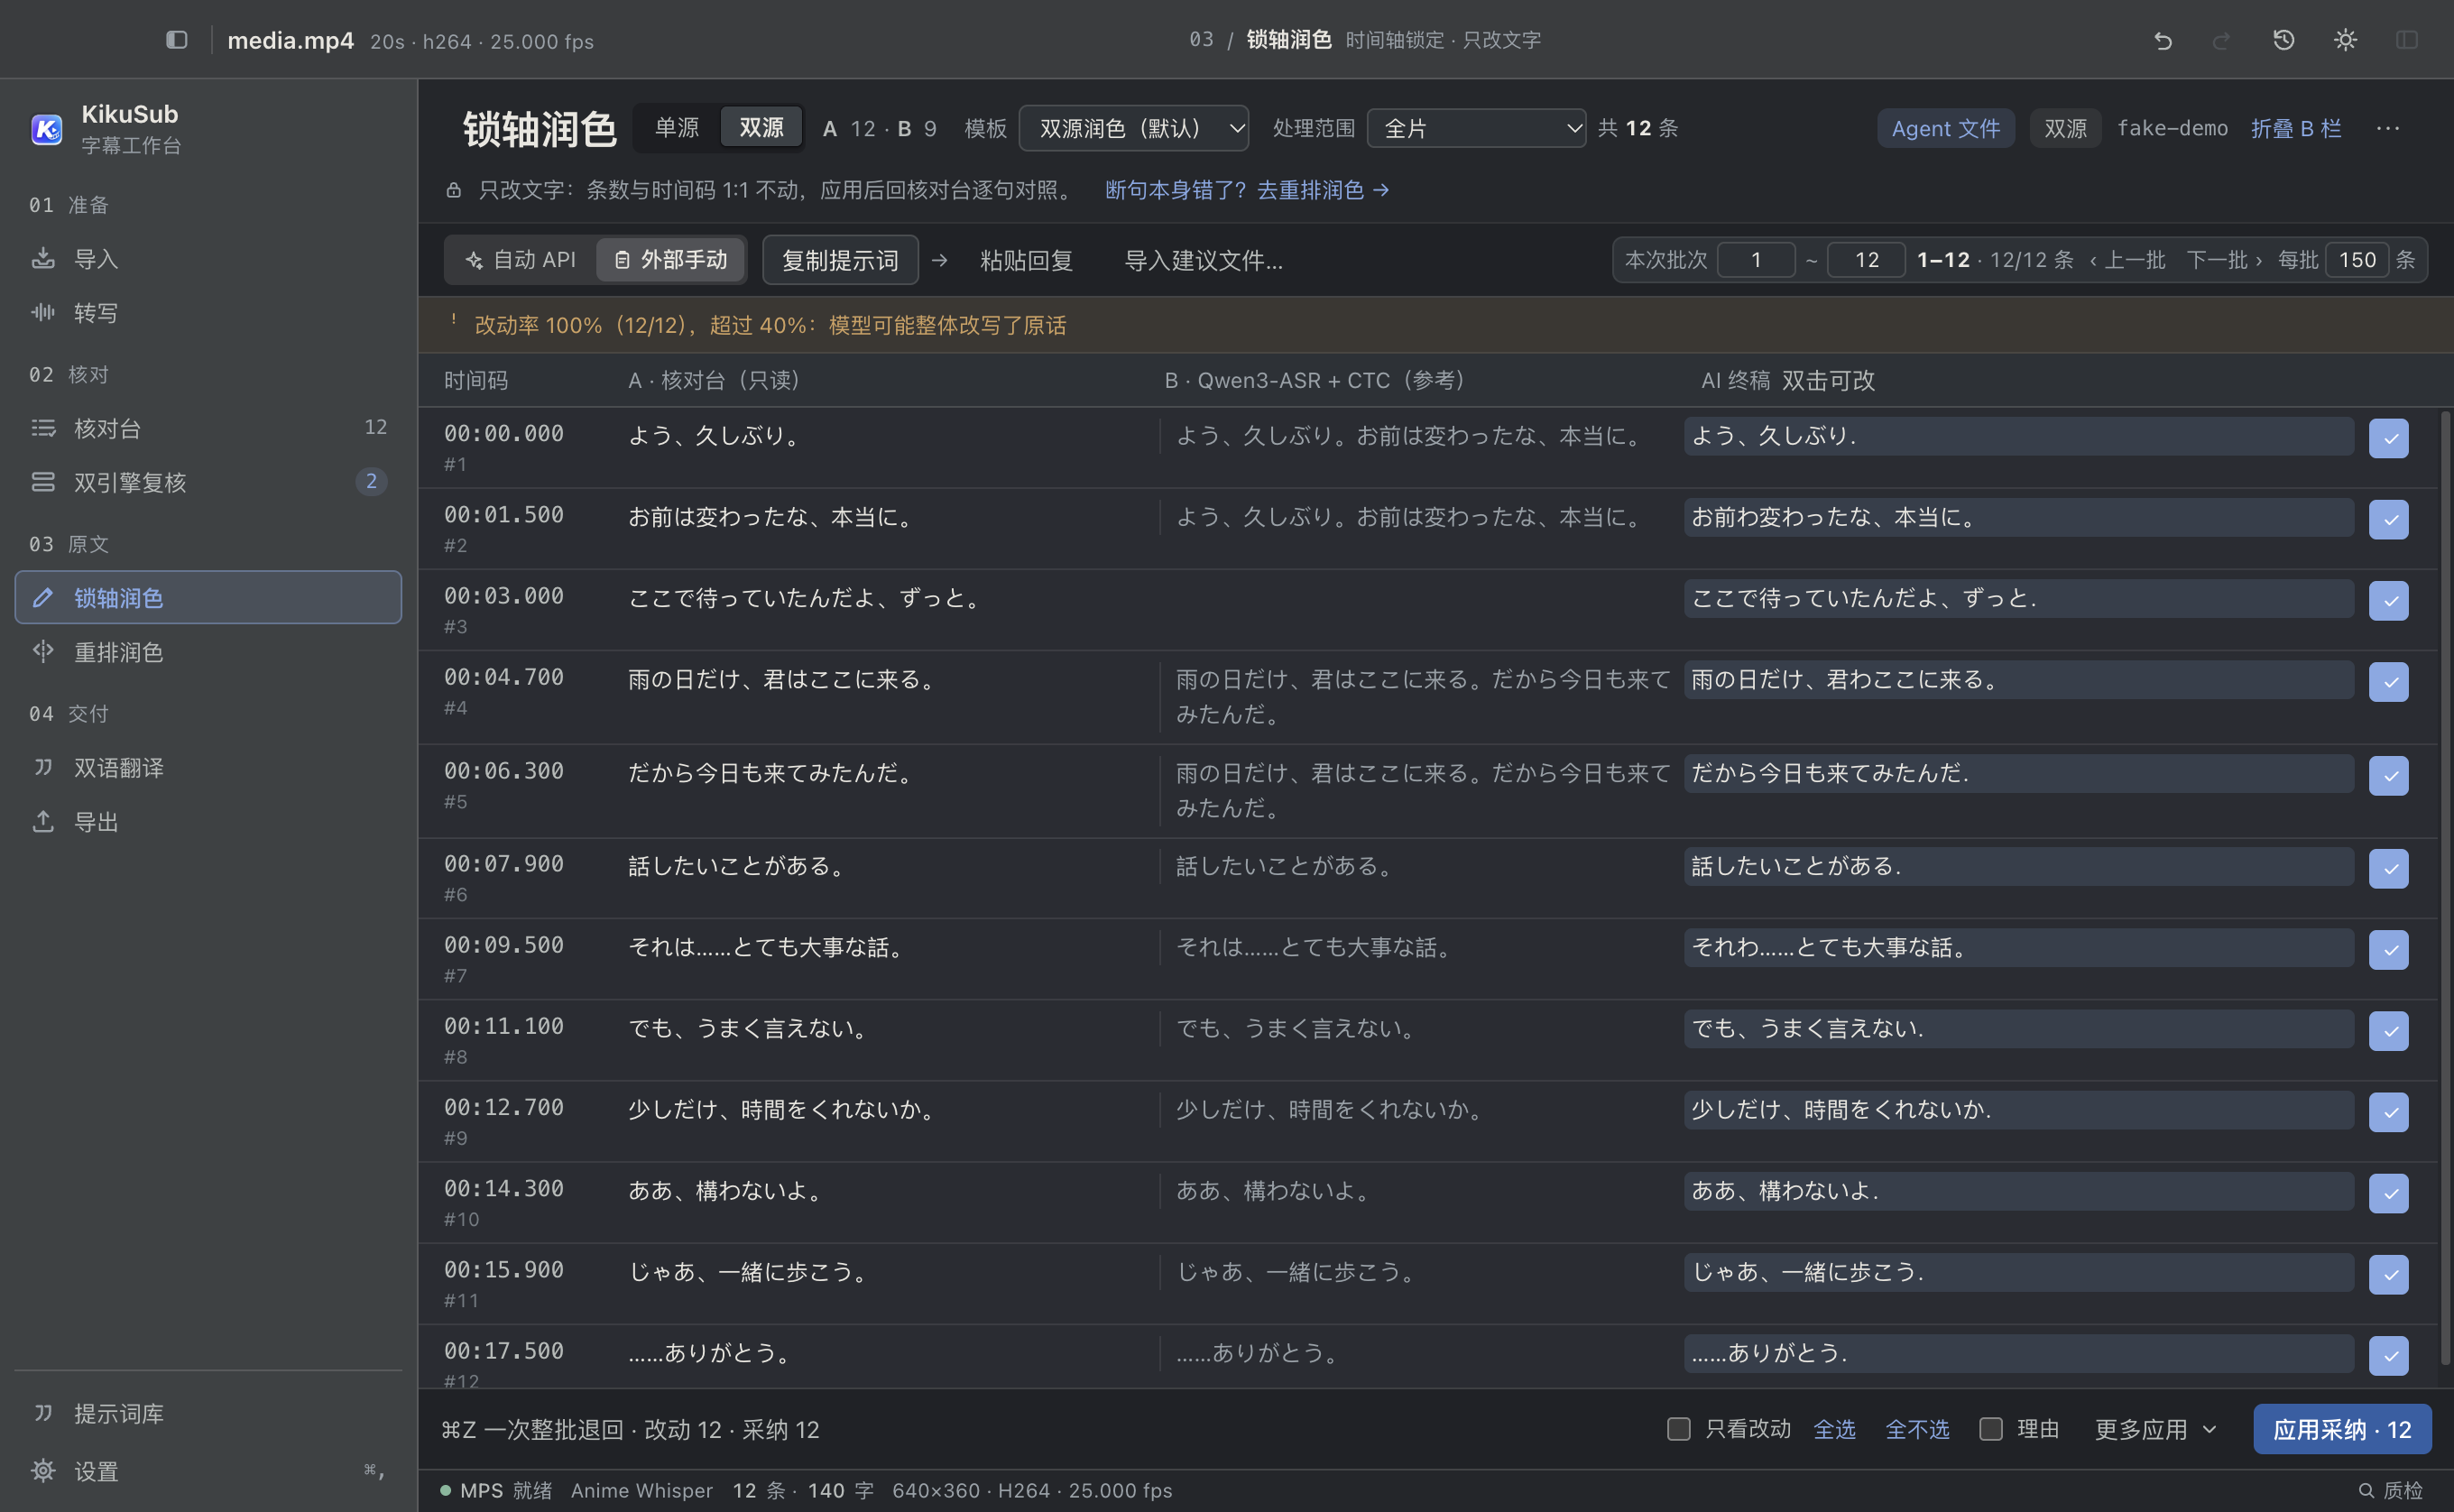 media.mp4 20s · h264 · 25.000 fps
03 / 锁轴润色 时间轴锁定 · 只改文字
KikuSub
字幕工作台
01 准备
导入
转写
02 核对
核对台 12
双引擎复核 2
03 原文
锁轴润色
重排润色
04 交付
双语翻译
导出
提示词库
设置 ⌘,
锁轴润色 单源 双源 A 12 · B 9 模板 双源润色（默认） 处理范围 全片 共 12 条 Agent 文件 双源 fake-demo 折叠 B 栏 ···
只改文字：条数与时间码 1:1 不动，应用后回核对台逐句对照。 断句本身错了？去重排润色 →
自动 API 外部手动 复制提示词 → 粘贴回复 导入建议文件... 本次批次 1 ~ 12 1–12 · 12/12 条 ‹ 上一批 下一批 › 每批 150 条
! 改动率 100%（12/12），超过 40%：模型可能整体改写了原话
时间码 A · 核对台（只读） B · Qwen3-ASR + CTC（参考） AI 终稿 双击可改
00:00.000 よう、久しぶり。 よう、久しぶり。お前は変わったな、本当に。 よう、久しぶり.
#1
00:01.500 お前は変わったな、本当に。 よう、久しぶり。お前は変わったな、本当に。 お前わ変わったな、本当に。
#2
00:03.000 ここで待っていたんだよ、ずっと。 ここで待っていたんだよ、ずっと.
#3
00:04.700 雨の日だけ、君はここに来る。 雨の日だけ、君はここに来る。だから今日も来て 雨の日だけ、君わここに来る。
#4 みたんだ。
00:06.300 だから今日も来てみたんだ。 雨の日だけ、君はここに来る。だから今日も来て だから今日も来てみたんだ.
#5 みたんだ。
00:07.900 話したいことがある。 話したいことがある。 話したいことがある.
#6
00:09.500 それは……とても大事な話。 それは……とても大事な話。 それわ……とても大事な話。
#7
00:11.100 でも、うまく言えない。 でも、うまく言えない。 でも、うまく言えない.
#8
00:12.700 少しだけ、時間をくれないか。 少しだけ、時間をくれないか。 少しだけ、時間をくれないか.
#9
00:14.300 ああ、構わないよ。 ああ、構わないよ。 ああ、構わないよ.
#10
00:15.900 じゃあ、一緒に歩こう。 じゃあ、一緒に歩こう。 じゃあ、一緒に歩こう.
#11
00:17.500 ……ありがとう。 ……ありがとう。 ……ありがとう.
#12
⌘Z 一次整批退回 · 改动 12 · 采纳 12 只看改动 全选 全不选 理由 更多应用 应用采纳 · 12
MPS 就绪 Anime Whisper 12 条 · 140 字 640×360 · H264 · 25.000 fps 质检